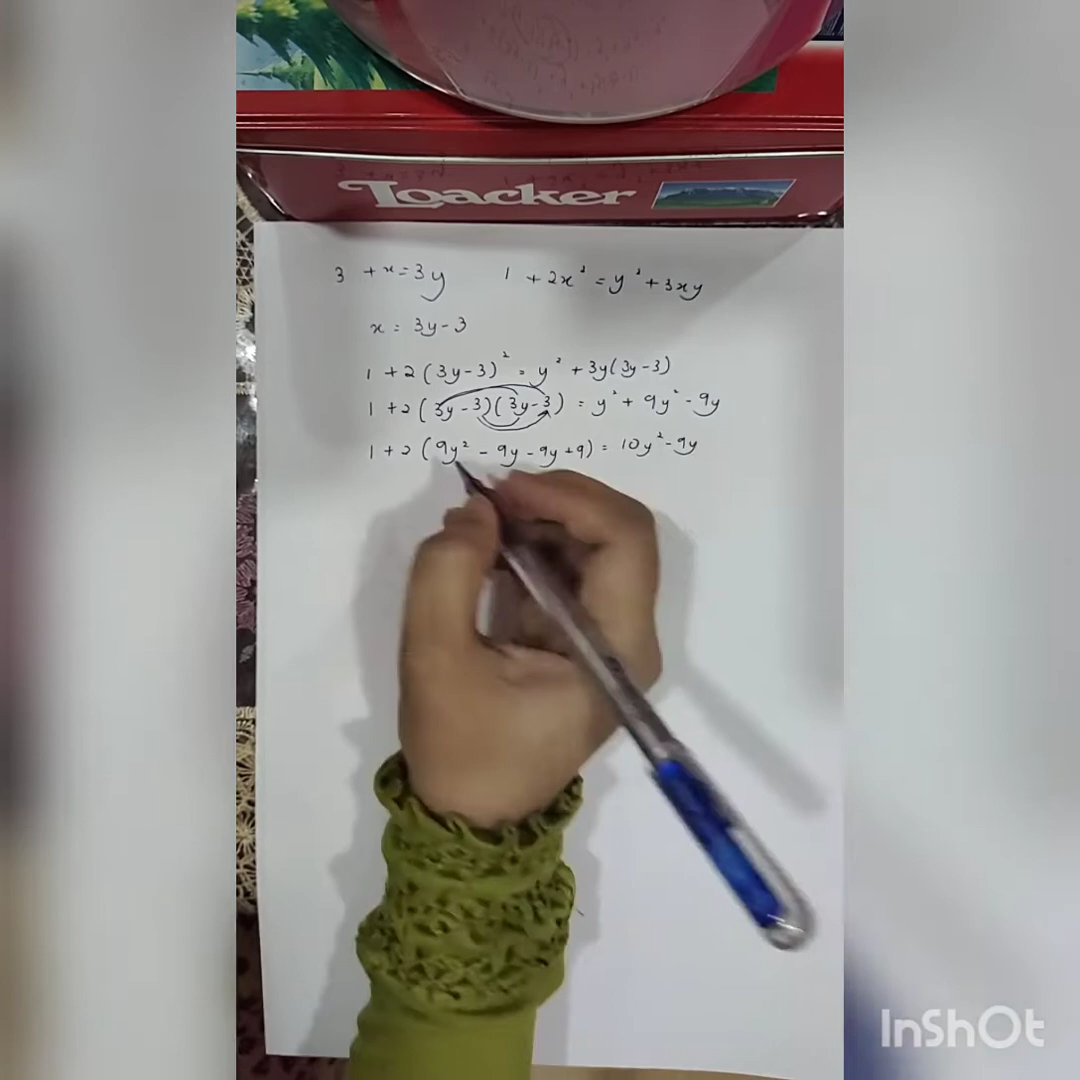 Loacker
3 + x = 3y 1 + 2x² = y² + 3xy
x = 3y - 3
1 + 2 (3y - 3)² = y² + 3y(3y - 3)
1 + 2 (3y - 3)(3y - 3) = y² + 9y² - 9y
1 + 2 (9y² - 9y - 9y + 9) = 10y² - 9y
InShOt